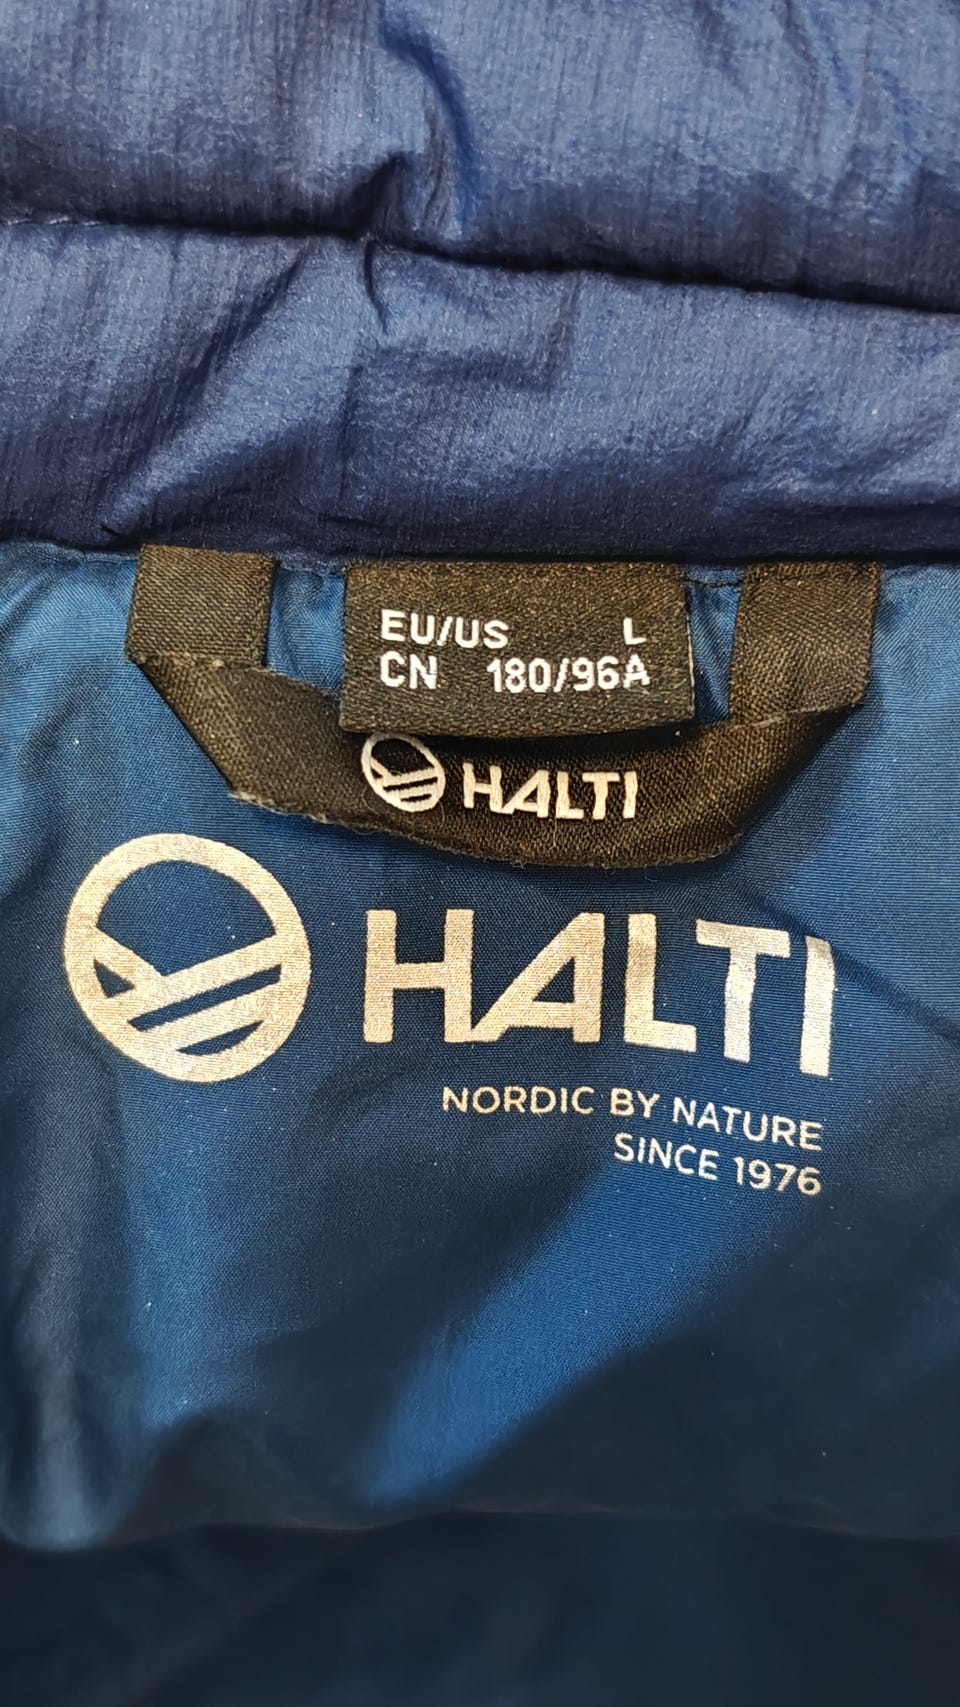 EU/US L
CN 180/96A
HALTI
HALTI
NORDIC BY NATURE
SINCE 1976